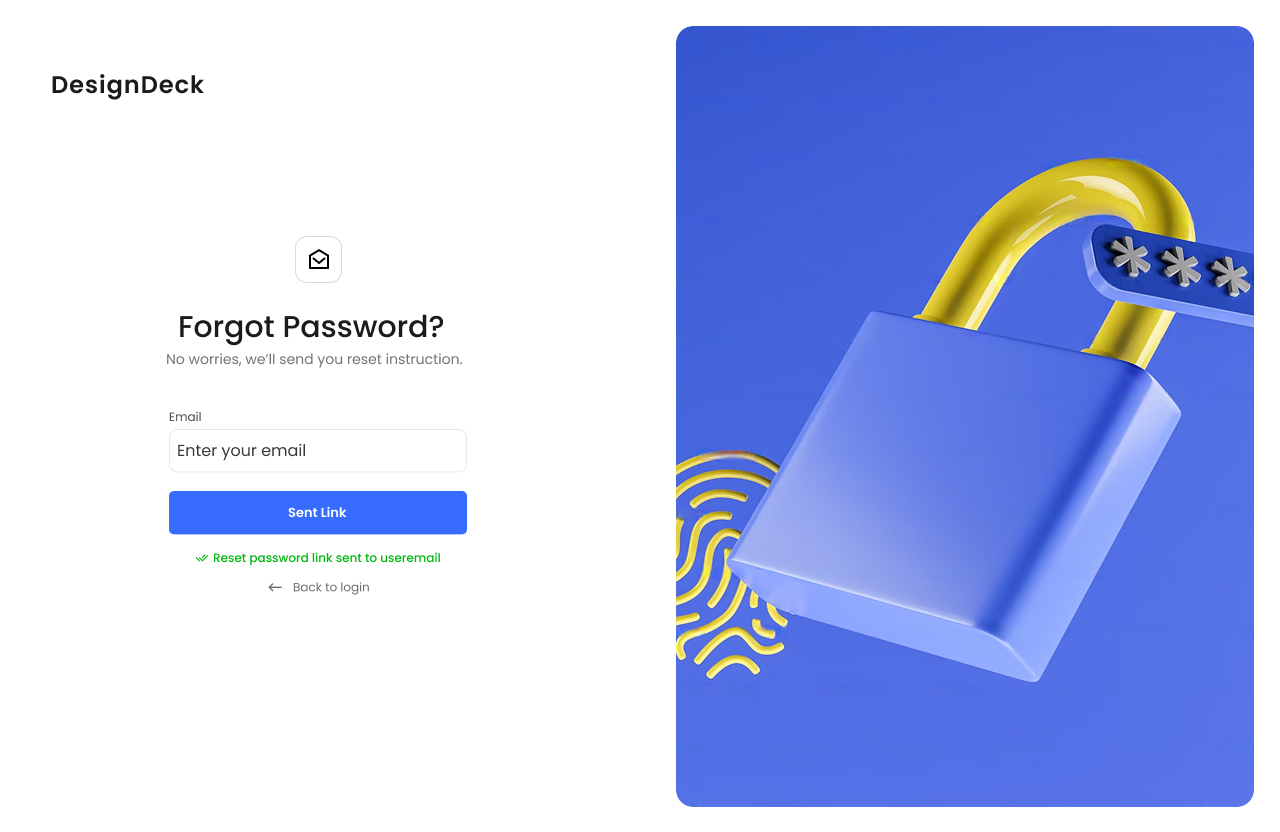 DesignDeck
Forgot Password?
No worries, we’ll send you reset instruction.
Email
Enter your email
Sent Link
Reset password link sent to useremail
Back to login
***